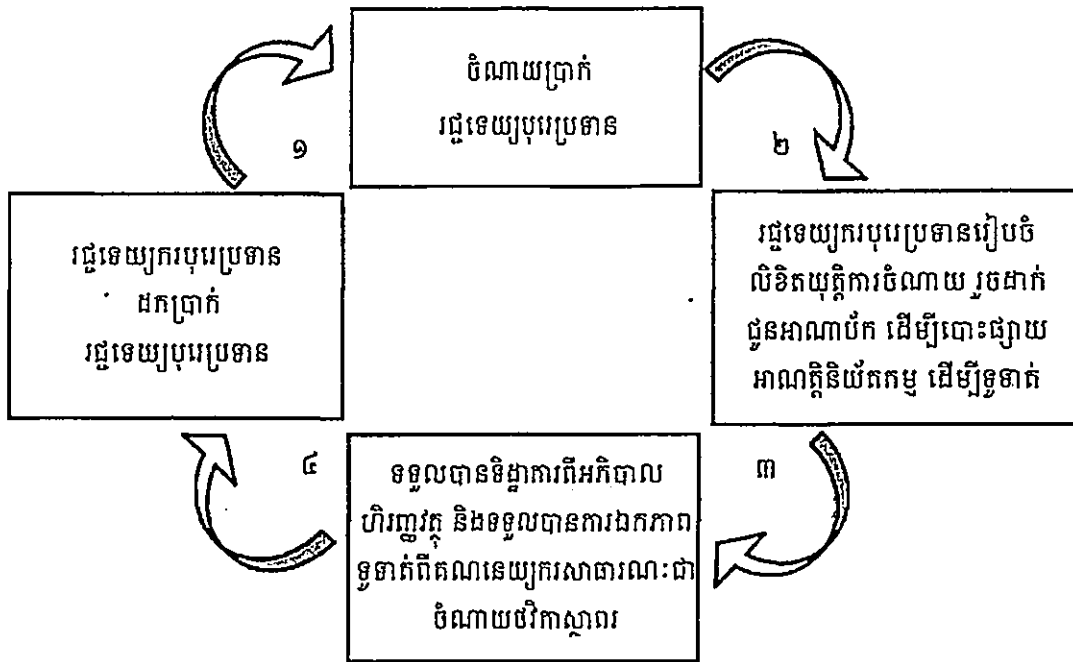 ចំណាយប្រាក់
រជ្ជទេយ្យបុរេប្រទាន
១
២
រជ្ជទេយ្យករបុរេប្រទាន
ដកប្រាក់
រជ្ជទេយ្យបុរេប្រទាន
រជ្ជទេយ្យករបុរេប្រទានរៀបចំ
លិខិតយុត្តិការចំណាយ រួចដាក់
ជូនអាណាប័ក ដើម្បីបោះផ្សាយ
អាណត្តិនិយ័តកម្ម ដើម្បីទូទាត់
៤
៣
ទទួលបានទិដ្ឋាការពីអភិបាល
ហិរញ្ញវត្ថុ និងទទួលបានការឯកភាព
ទូទាត់ពីគណនេយ្យករសាធារណៈជា
ចំណាយថវិកាស្ថាពរ